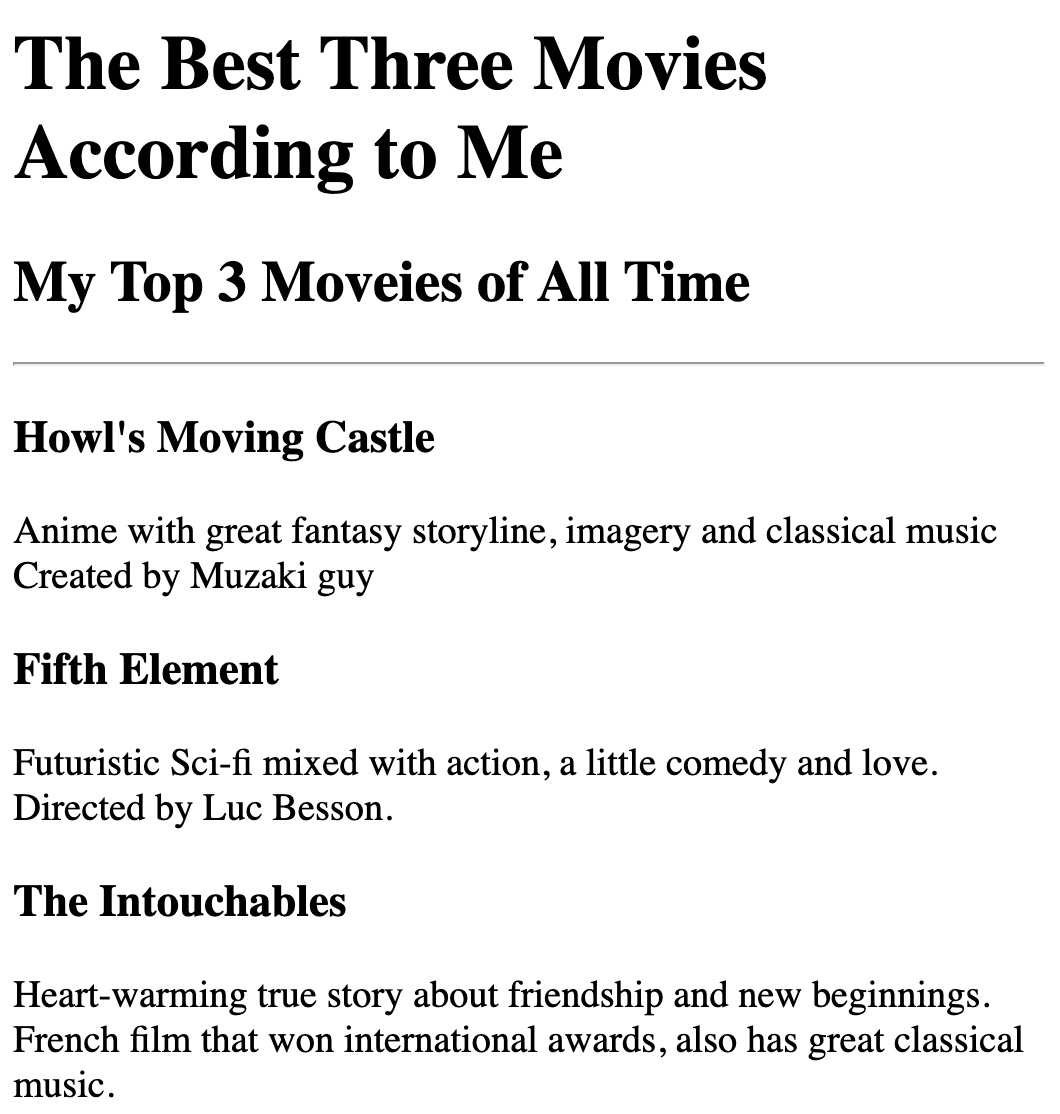 The Best Three Movies
According to Me
My Top 3 Moveies of All Time
Howl's Moving Castle
Anime with great fantasy storyline, imagery and classical music
Created by Muzaki guy
Fifth Element
Futuristic Sci-fi mixed with action, a little comedy and love.
Directed by Luc Besson.
The Intouchables
Heart-warming true story about friendship and new beginnings.
French film that won international awards, also has great classical
music.